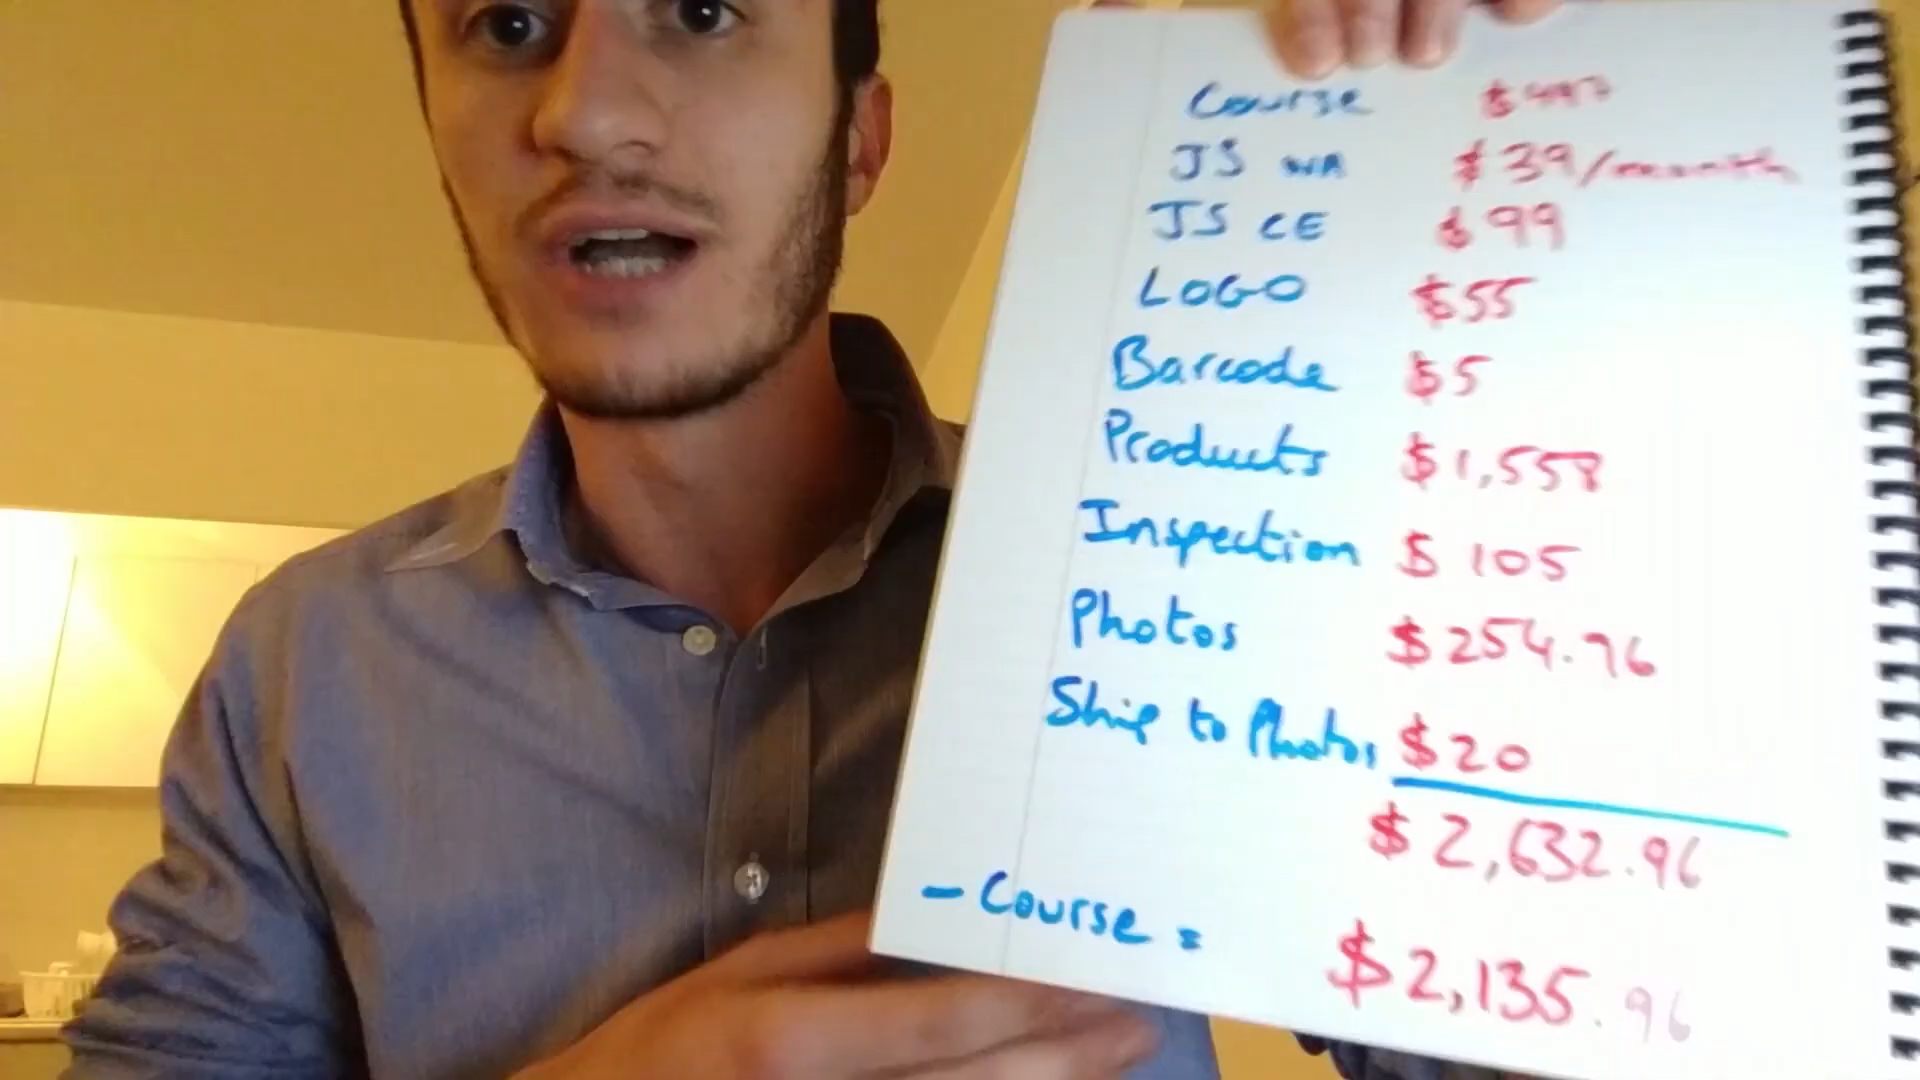 Course $497
JS WA $39/month
JS CE $99
LOGO $55
Barcode $5
Products $1,558
Inspection $105
Photos $254.96
Ship to Photos $20
$2,632.96
- Course = $2,135.96